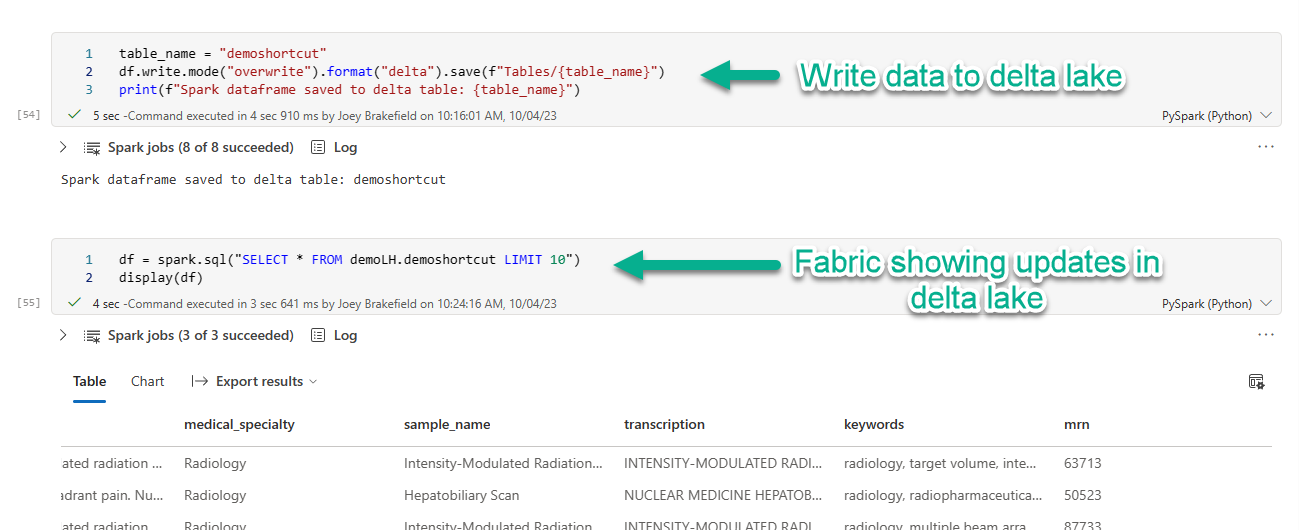 1 table_name = "demoshortcut"
2 df.write.mode("overwrite").format("delta").save(f"Tables/{table_name}")
3 print(f"Spark dataframe saved to delta table: {table_name}")
Write data to delta lake
[54] 5 sec -Command executed in 4 sec 910 ms by Joey Brakefield on 10:16:01 AM, 10/04/23 PySpark (Python)
Spark jobs (8 of 8 succeeded) Log ...
Spark dataframe saved to delta table: demoshortcut
1 df = spark.sql("SELECT * FROM demoLH.demoshortcut LIMIT 10")
2 display(df)
Fabric showing updates in
delta lake
[55] 4 sec -Command executed in 3 sec 641 ms by Joey Brakefield on 10:24:16 AM, 10/04/23 PySpark (Python)
Spark jobs (3 of 3 succeeded) Log ...
Table Chart Export results
medical_specialty sample_name transcription keywords mrn
ated radiation ... Radiology Intensity-Modulated Radiation... INTENSITY-MODULATED RADI... radiology, target volume, inte... 63713
adrant pain. Nu... Radiology Hepatobiliary Scan NUCLEAR MEDICINE HEPATOB... radiology, radiopharmaceutica... 50523
ated radiation Radiology Intensity-Modulated Radiation INTENSITY-MODULATED RADI radiology, multiple beam arra 87733